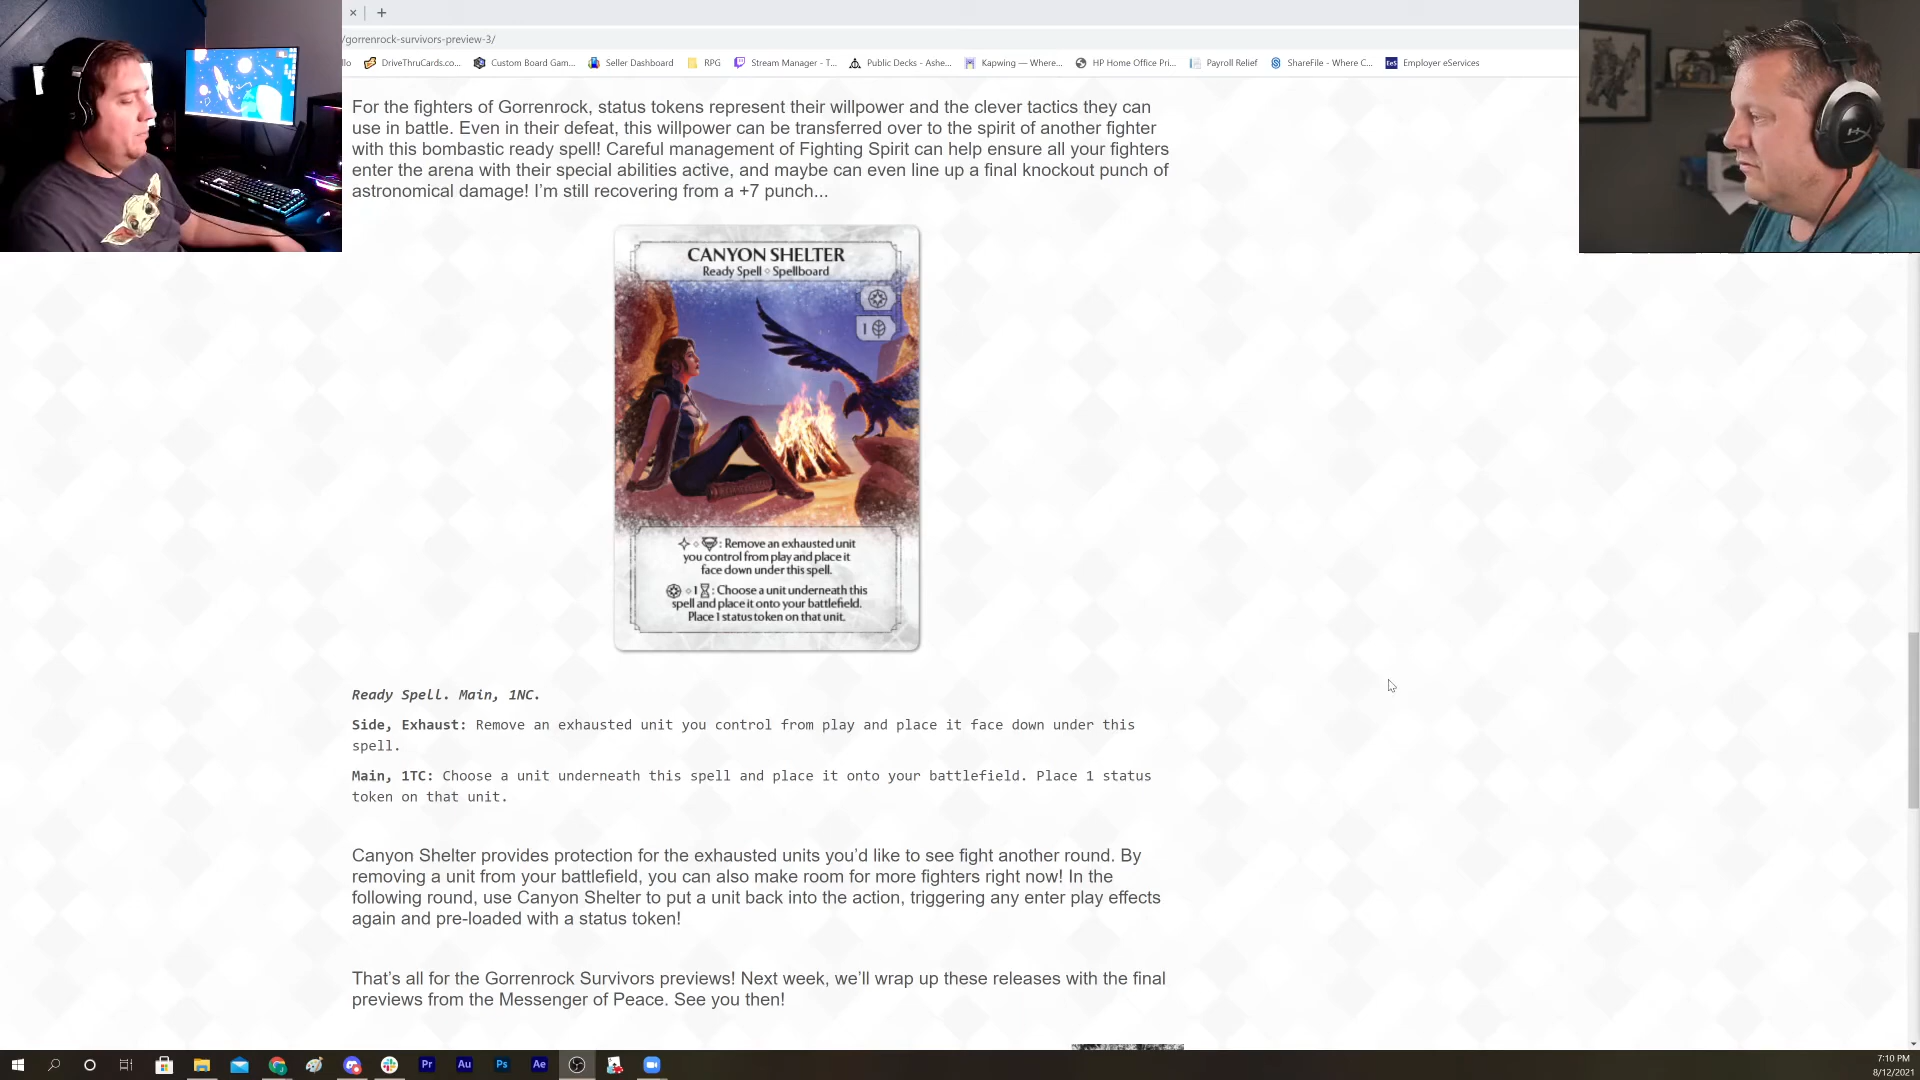 /gorrenrock-survivors-preview-3/
llo
DriveThruCards.co...
Custom Board Gam...
Seller Dashboard
RPG
Stream Manager - T...
Public Decks - Ashe...
Kapwing — Where...
HP Home Office Pri...
Payroll Relief
ShareFile - Where C...
Employer eServices
For the fighters of Gorrenrock, status tokens represent their willpower and the clever tactics they can
use in battle. Even in their defeat, this willpower can be transferred over to the spirit of another fighter
with this bombastic ready spell! Careful management of Fighting Spirit can help ensure all your fighters
enter the arena with their special abilities active, and maybe can even line up a final knockout punch of
astronomical damage! I'm still recovering from a +7 punch...
CANYON SHELTER
Ready Spell ◦ Spellboard
1
: Remove an exhausted unit
you control from play and place it
face down under this spell.
◦ 1 : Choose a unit underneath this
spell and place it onto your battlefield.
Place 1 status token on that unit.
Ready Spell. Main, 1NC.
Side, Exhaust: Remove an exhausted unit you control from play and place it face down under this
spell.
Main, 1TC: Choose a unit underneath this spell and place it onto your battlefield. Place 1 status
token on that unit.
Canyon Shelter provides protection for the exhausted units you'd like to see fight another round. By
removing a unit from your battlefield, you can also make room for more fighters right now! In the
following round, use Canyon Shelter to put a unit back into the action, triggering any enter play effects
again and pre-loaded with a status token!
That's all for the Gorrenrock Survivors previews! Next week, we'll wrap up these releases with the final
previews from the Messenger of Peace. See you then!
Pr
Au
Ps
Ae
7:10 PM
8/12/2021